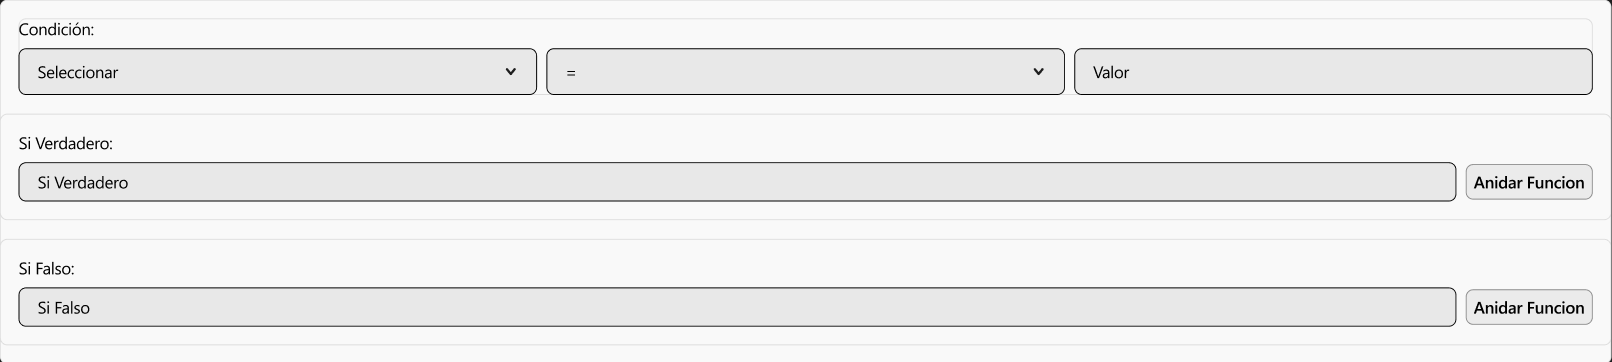 Condición:
Seleccionar = Valor
Si Verdadero:
Si Verdadero Anidar Funcion
Si Falso:
Si Falso Anidar Funcion